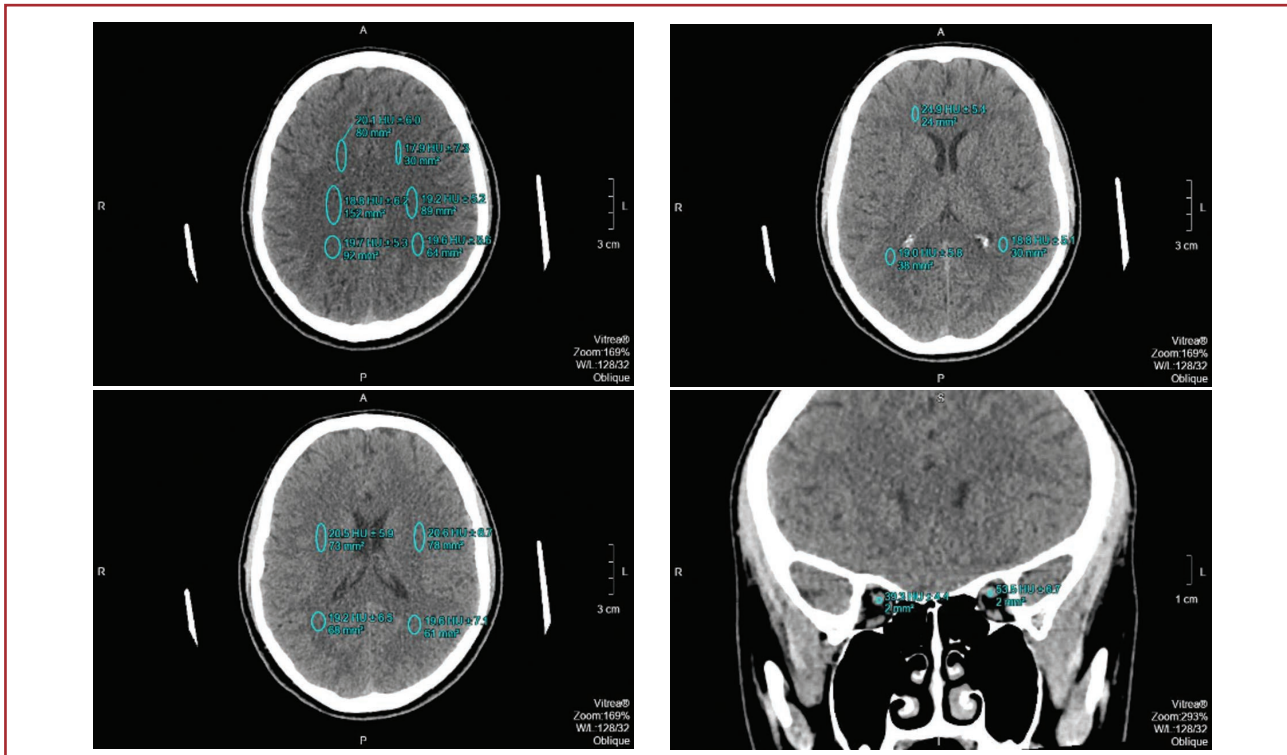 A
20.1 HU ± 6.0
80 mm²
17.9 HU ± 7.3
30 mm²
R
18.8 HU ± 6.2
152 mm²
19.2 HU ± 5.2
89 mm²
L
19.7 HU ± 5.3
92 mm²
19.6 HU ± 5.6
64 mm²
3 cm
Vitrea®
Zoom:169%
W/L:128/32
Oblique
P
A
24.9 HU ± 5.4
24 mm²
R
L
19.0 HU ± 5.8
38 mm²
18.8 HU ± 5.1
30 mm²
3 cm
Vitrea®
Zoom:169%
W/L:128/32
Oblique
P
A
20.5 HU ± 5.9
73 mm²
20.6 HU ± 6.7
78 mm²
R
L
19.2 HU ± 6.3
mm²
19.6 HU ± 7.1
61 mm²
3 cm
Vitrea®
Zoom:169%
W/L:128/32
Oblique
P
S
R
L
39.3 HU ± 4.4
2 mm²
53.5 HU ± 6.7
2 mm²
1 cm
Vitrea®
Zoom:293%
W/L:128/32
Oblique
I